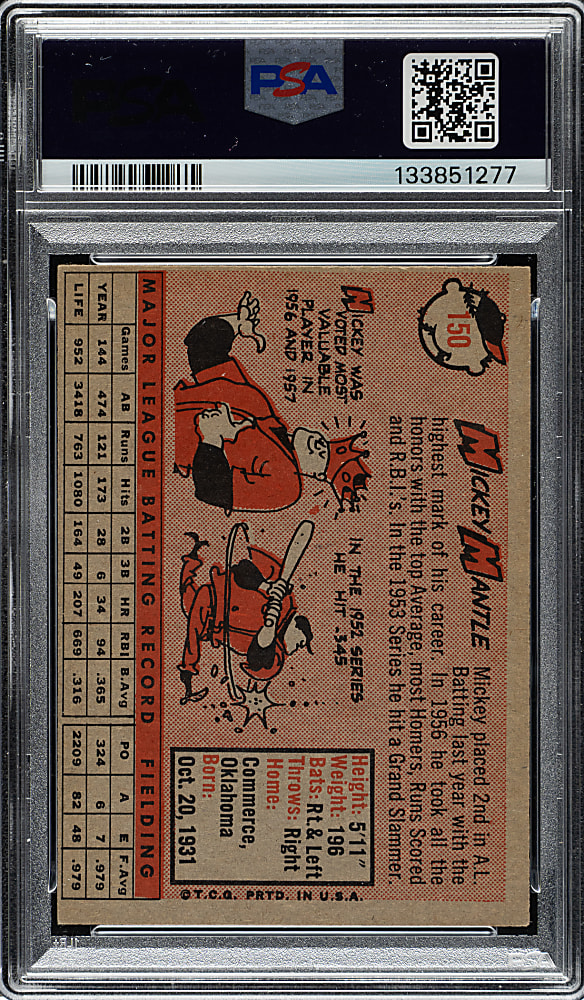 PSA
133851277
150
MICKEY MANTLE
Mickey placed 2nd in A.L.
Batting last year with the
highest mark of his career. In 1956 he took all the
honors with the top Average, most Homers, Runs Scored
and R.B.I.'s. In the 1953 Series he hit a Grand Slammer.
MICKEY WAS
VOTED MOST
VALUABLE
PLAYER IN
1956 AND 1957
IN THE 1952 SERIES
HE HIT .345
Height: 5'11"
Weight: 196
Bats: Rt. & Left
Throws: Right
Home:
Commerce,
Oklahoma
Born:
Oct. 20, 1931
MAJOR LEAGUE BATTING RECORD FIELDING
Games AB Runs Hits 2B 3B HR RBI B.Avg PO A E F.Avg
YEAR 144 474 121 173 28 6 34 94 .365 324 6 7 .979
LIFE 952 3418 763 1080 164 49 207 669 .316 2209 82 48 .979
©T.C.G. PRTD. IN U.S.A.